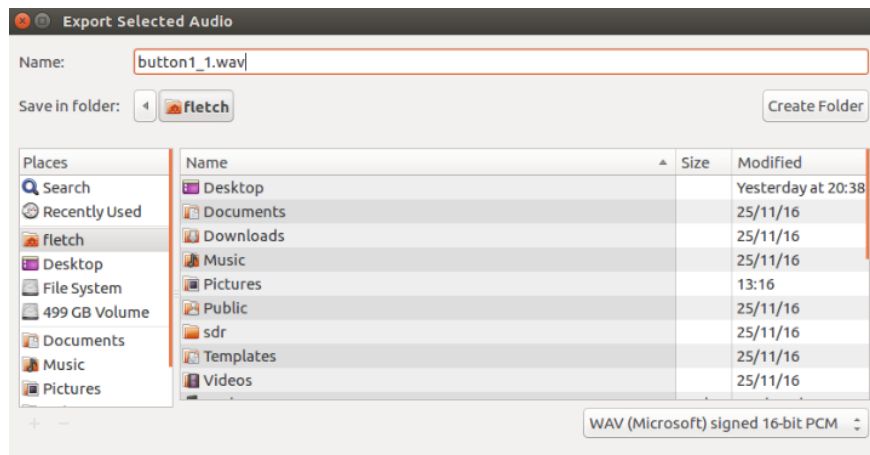 Export Selected Audio
Name: button1_1.wav
Save in folder: fletch Create Folder
Places Name Size Modified
Search Desktop Yesterday at 20:38
Recently Used Documents 25/11/16
fletch Downloads 25/11/16
Desktop Music 25/11/16
File System Pictures 13:16
499 GB Volume Public 25/11/16
Documents sdr 25/11/16
Music Templates 25/11/16
Pictures Videos 25/11/16
WAV (Microsoft) signed 16-bit PCM